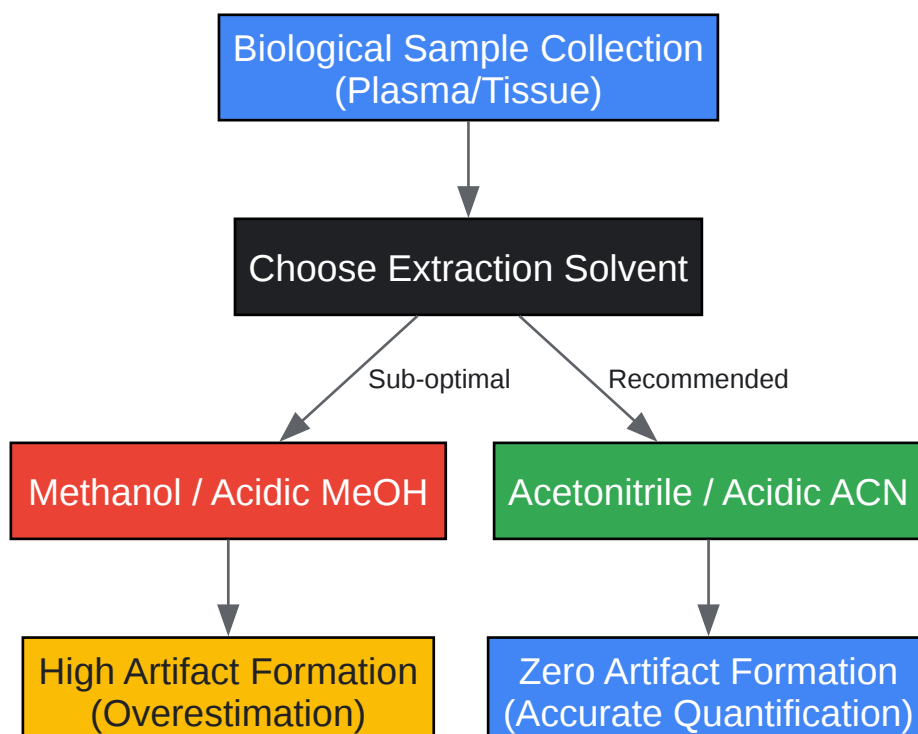 Biological Sample Collection
(Plasma/Tissue)
Choose Extraction Solvent
Sub-optimal
Recommended
Methanol / Acidic MeOH
Acetonitrile / Acidic ACN
High Artifact Formation
(Overestimation)
Zero Artifact Formation
(Accurate Quantification)